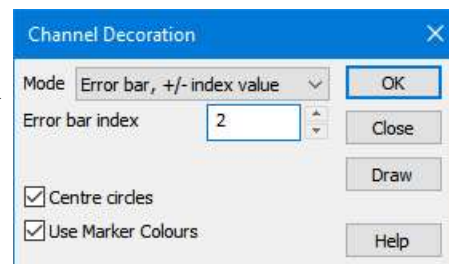 Channel Decoration
Mode Error bar, +/- index value OK
Error bar index 2 Close
Draw
Centre circles
Use Marker Colours
Help